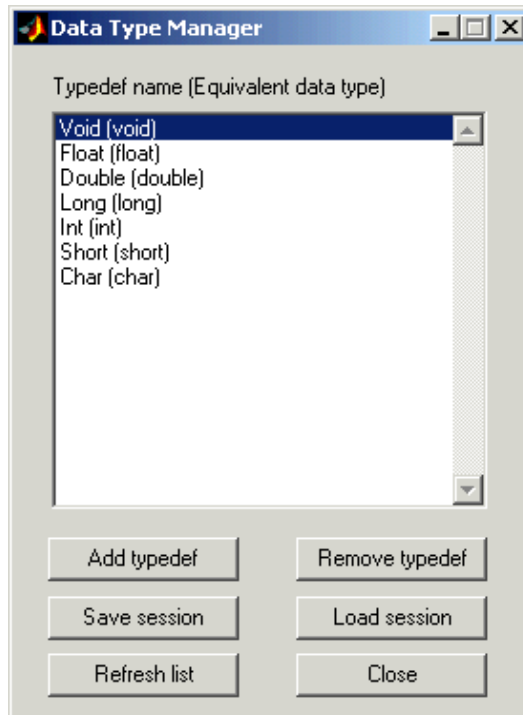 Data Type Manager
Typedef name (Equivalent data type)
Void (void)
Float (float)
Double (double)
Long (long)
Int (int)
Short (short)
Char (char)
Add typedef
Remove typedef
Save session
Load session
Refresh list
Close